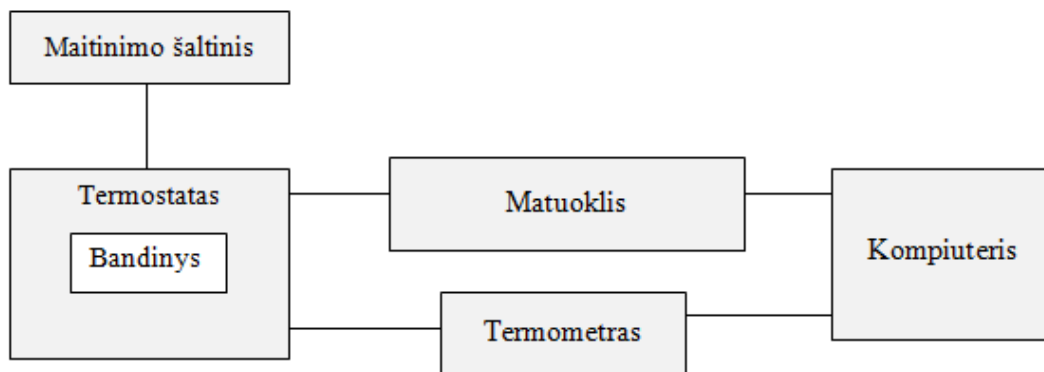 Maitinimo šaltinis
Termostatas
Bandinys
Matuoklis
Termometras
Kompiuteris